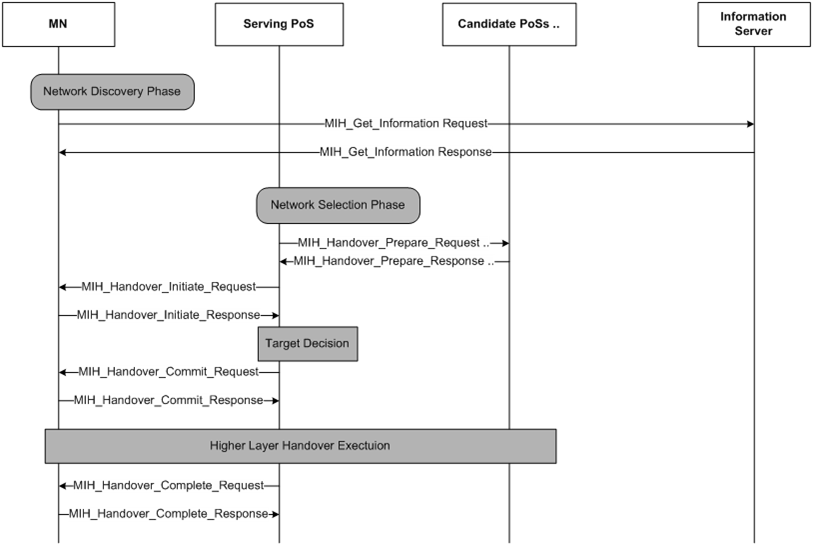 MN
Serving PoS
Candidate PoSs ..
Information
Server
Network Discovery Phase
MIH_Get_Information Request
MIH_Get_Information Response
Network Selection Phase
MIH_Handover_Prepare_Request ..
MIH_Handover_Prepare_Response ..
MIH_Handover_Initiate_Request
MIH_Handover_Initiate_Response
Target Decision
MIH_Handover_Commit_Request
MIH_Handover_Commit_Response
Higher Layer Handover Exectuion
MIH_Handover_Complete_Request
MIH_Handover_Complete_Response